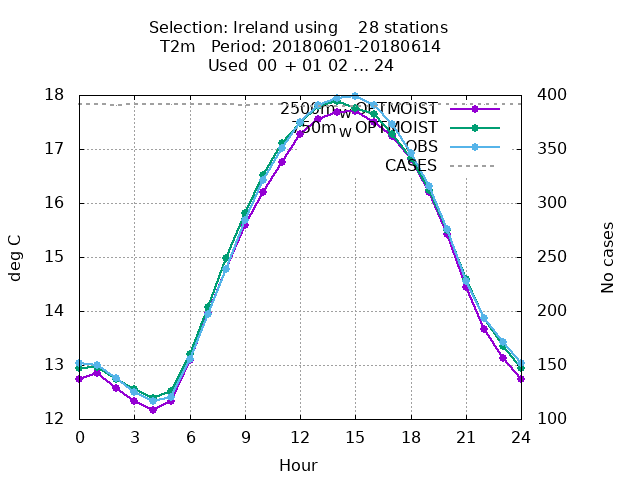 Selection: Ireland using 28 stations
T2m Period: 20180601-20180614
Used 00 + 01 02 ... 24
18 400
2500m_W OPTMOIST
750m_W OPTMOIST
17 OBS 350
CASES
16 300
deg C
15 250
No cases
14 200
13 150
12 100
0 3 6 9 12 15 18 21 24
Hour